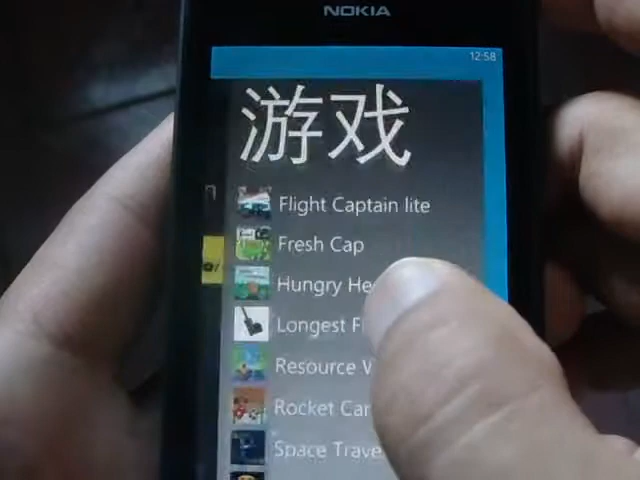 NOKIA
12:58
游戏
Flight Captain lite
Fresh Cap
Hungry He
Longest F
Resource
Rocket Car
Space Trave